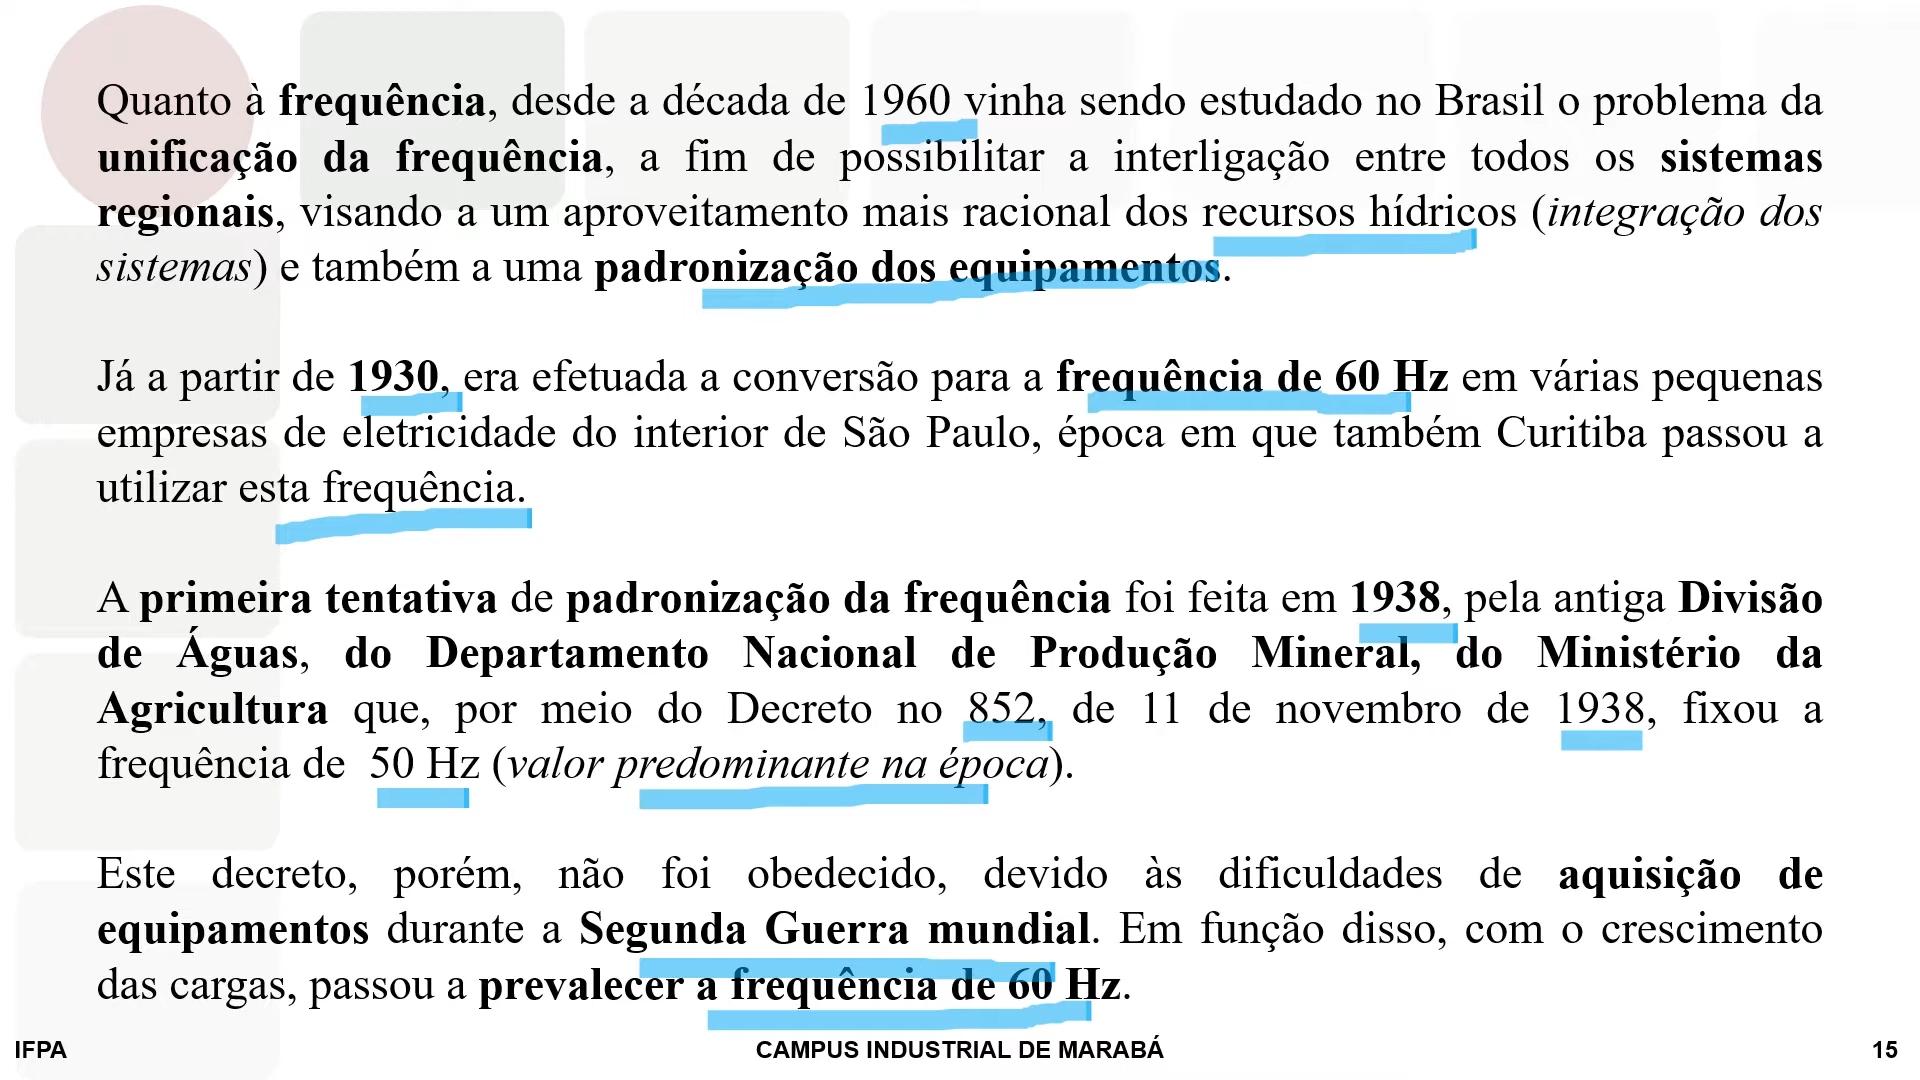 Quanto à frequência, desde a década de 1960 vinha sendo estudado no Brasil o problema da
unificação da frequência, a fim de possibilitar a interligação entre todos os sistemas
regionais, visando a um aproveitamento mais racional dos recursos hídricos (integração dos
sistemas) e também a uma padronização dos equipamentos.
Já a partir de 1930, era efetuada a conversão para a frequência de 60 Hz em várias pequenas
empresas de eletricidade do interior de São Paulo, época em que também Curitiba passou a
utilizar esta frequência.
A primeira tentativa de padronização da frequência foi feita em 1938, pela antiga Divisão
de Águas, do Departamento Nacional de Produção Mineral, do Ministério da
Agricultura que, por meio do Decreto no 852, de 11 de novembro de 1938, fixou a
frequência de 50 Hz (valor predominante na época).
Este decreto, porém, não foi obedecido, devido às dificuldades de aquisição de
equipamentos durante a Segunda Guerra mundial. Em função disso, com o crescimento
das cargas, passou a prevalecer a frequência de 60 Hz.
IFPA CAMPUS INDUSTRIAL DE MARABÁ 15